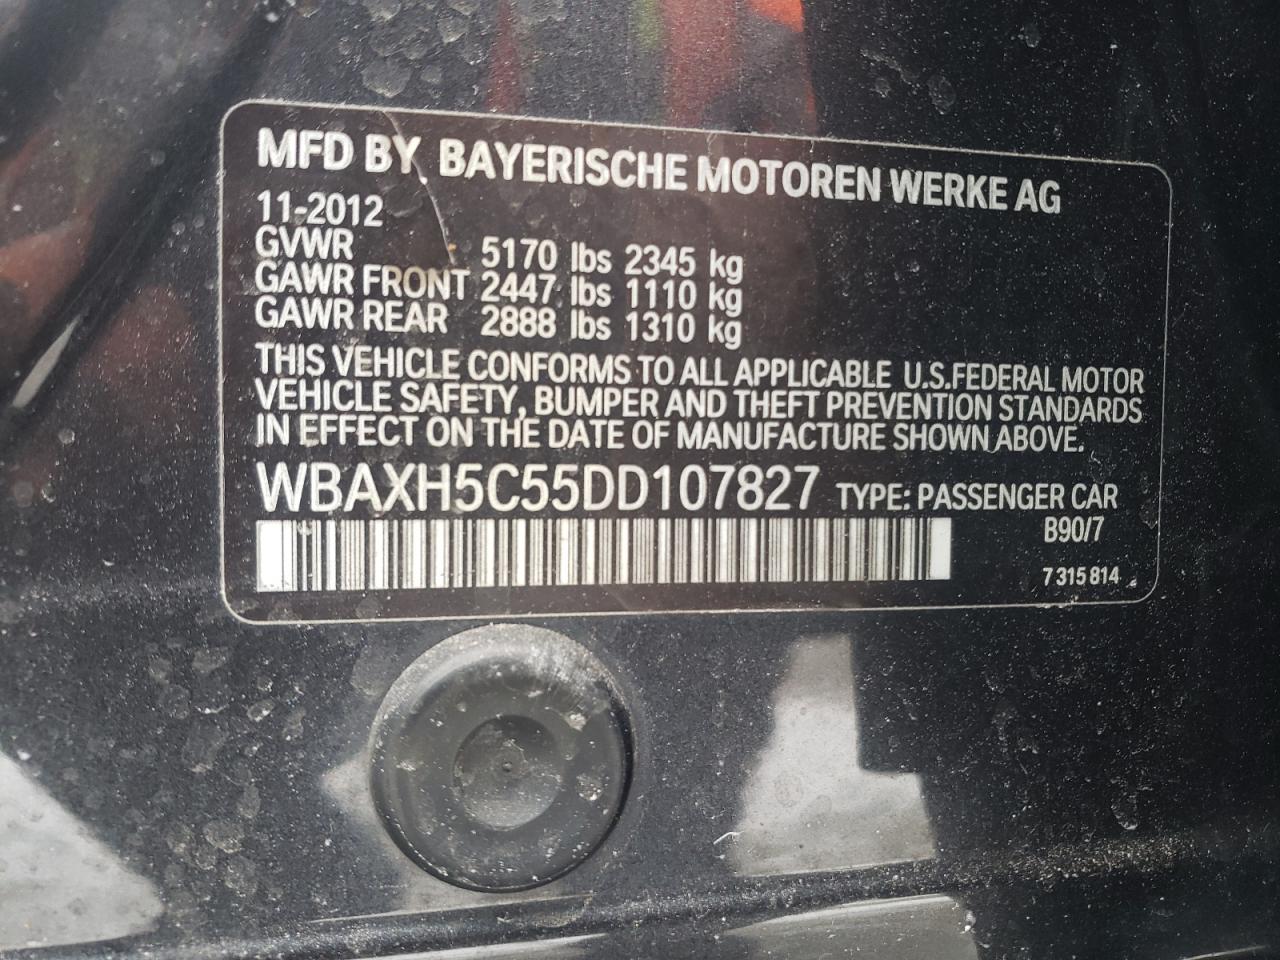 MFD BY BAYERISCHE MOTOREN WERKE AG
11-2012
GVWR 5170 lbs 2345 kg
GAWR FRONT 2447 lbs 1110 kg
GAWR REAR 2888 lbs 1310 kg
THIS VEHICLE CONFORMS TO ALL APPLICABLE U.S.FEDERAL MOTOR
VEHICLE SAFETY, BUMPER AND THEFT PREVENTION STANDARDS
IN EFFECT ON THE DATE OF MANUFACTURE SHOWN ABOVE.
WBAXH5C55DD107827 TYPE: PASSENGER CAR
B90/7
7 315 814